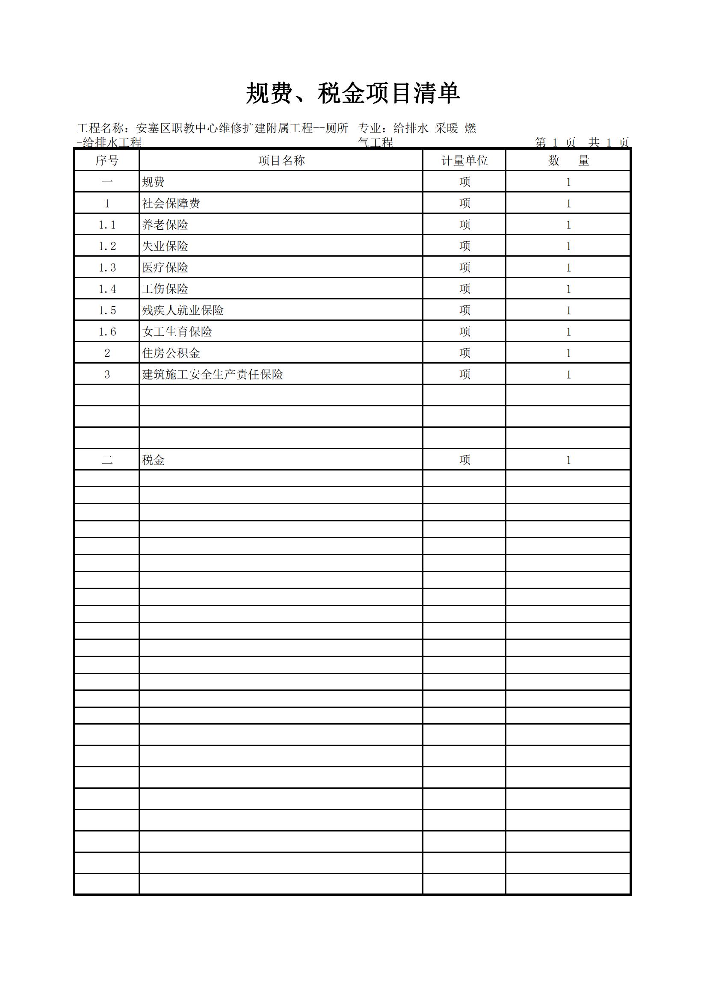 规费、税金项目清单
工程名称：安塞区职教中心维修扩建附属工程--厕所 专业：给排水 采暖 燃
-给排水工程 气工程 第 1 页 共 1 页
序号 项目名称 计量单位 数 量
一 规费 项 1
1 社会保障费 项 1
1.1 养老保险 项 1
1.2 失业保险 项 1
1.3 医疗保险 项 1
1.4 工伤保险 项 1
1.5 残疾人就业保险 项 1
1.6 女工生育保险 项 1
2 住房公积金 项 1
3 建筑施工安全生产责任保险 项 1
二 税金 项 1